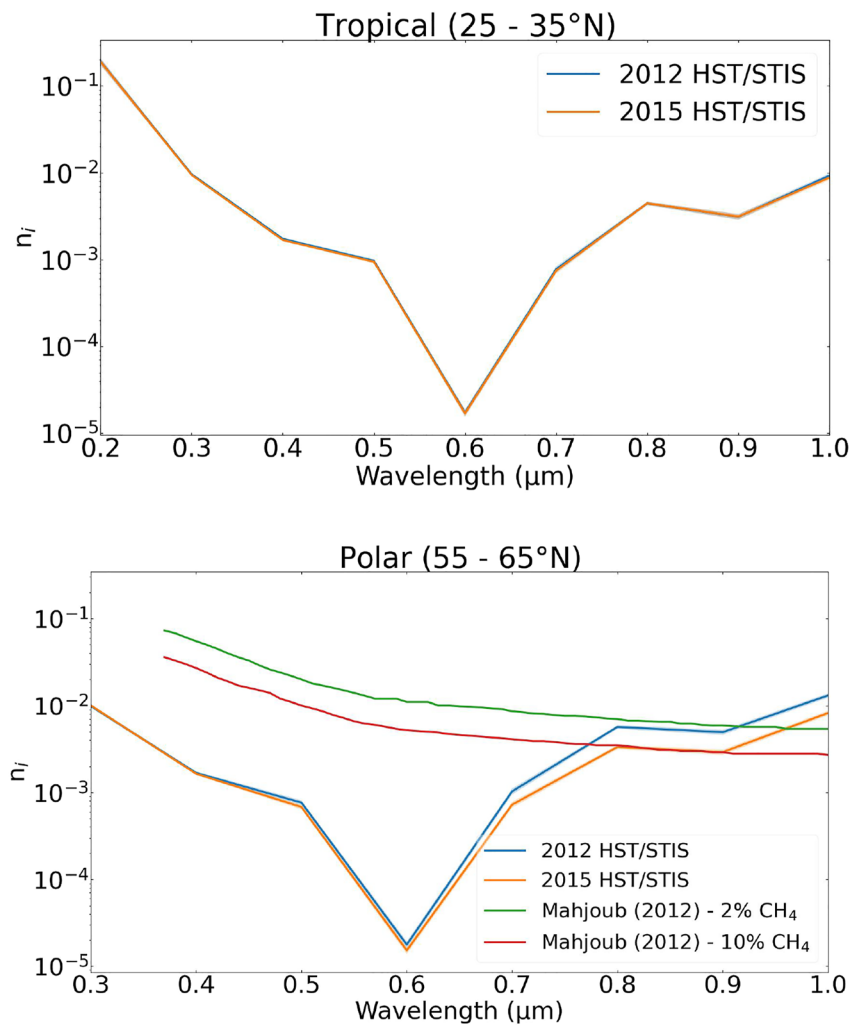 Tropical (25 - 35°N)
2012 HST/STIS
2015 HST/STIS
10⁻¹
10⁻²
10⁻³
10⁻⁴
10⁻⁵
nᵢ
0.2 0.3 0.4 0.5 0.6 0.7 0.8 0.9 1.0
Wavelength (μm)
Polar (55 - 65°N)
10⁻¹
10⁻²
10⁻³
10⁻⁴
10⁻⁵
nᵢ
2012 HST/STIS
2015 HST/STIS
Mahjoub (2012) - 2% CH₄
Mahjoub (2012) - 10% CH₄
0.3 0.4 0.5 0.6 0.7 0.8 0.9 1.0
Wavelength (μm)